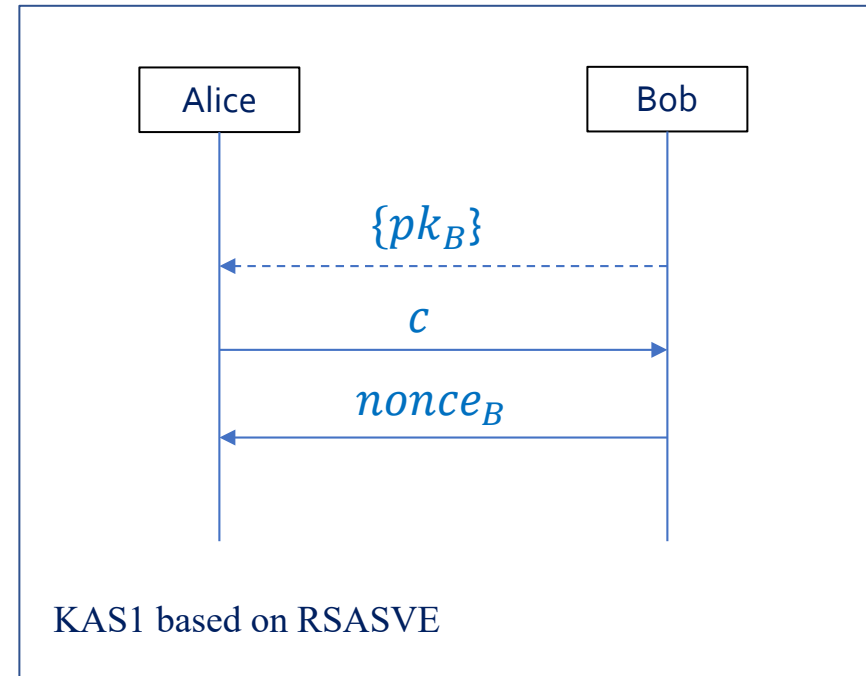 Alice Bob
{pk_B}
c
nonce_B
KAS1 based on RSASVE